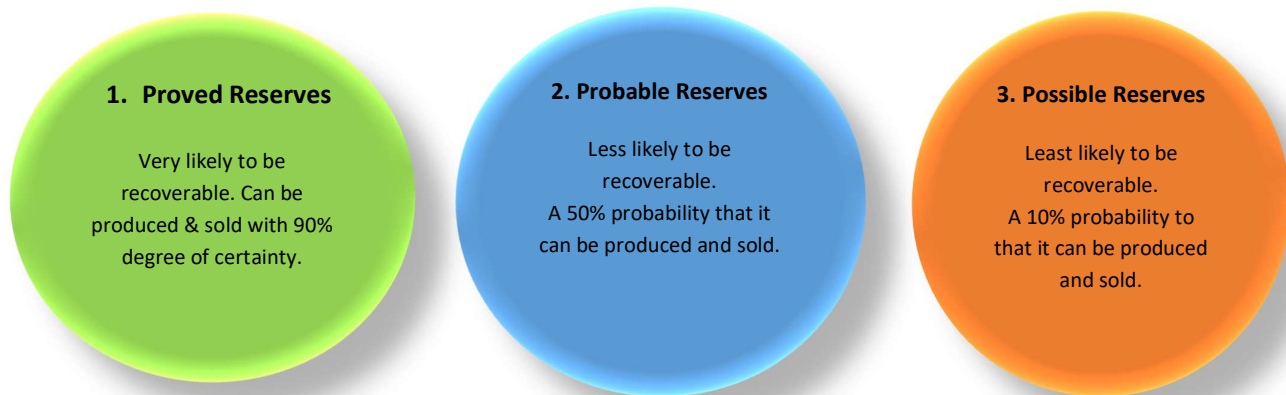 1. Proved Reserves
Very likely to be
recoverable. Can be
produced & sold with 90%
degree of certainty.
2. Probable Reserves
Less likely to be
recoverable.
A 50% probability that it
can be produced and sold.
3. Possible Reserves
Least likely to be
recoverable.
A 10% probability to
that it can be produced
and sold.